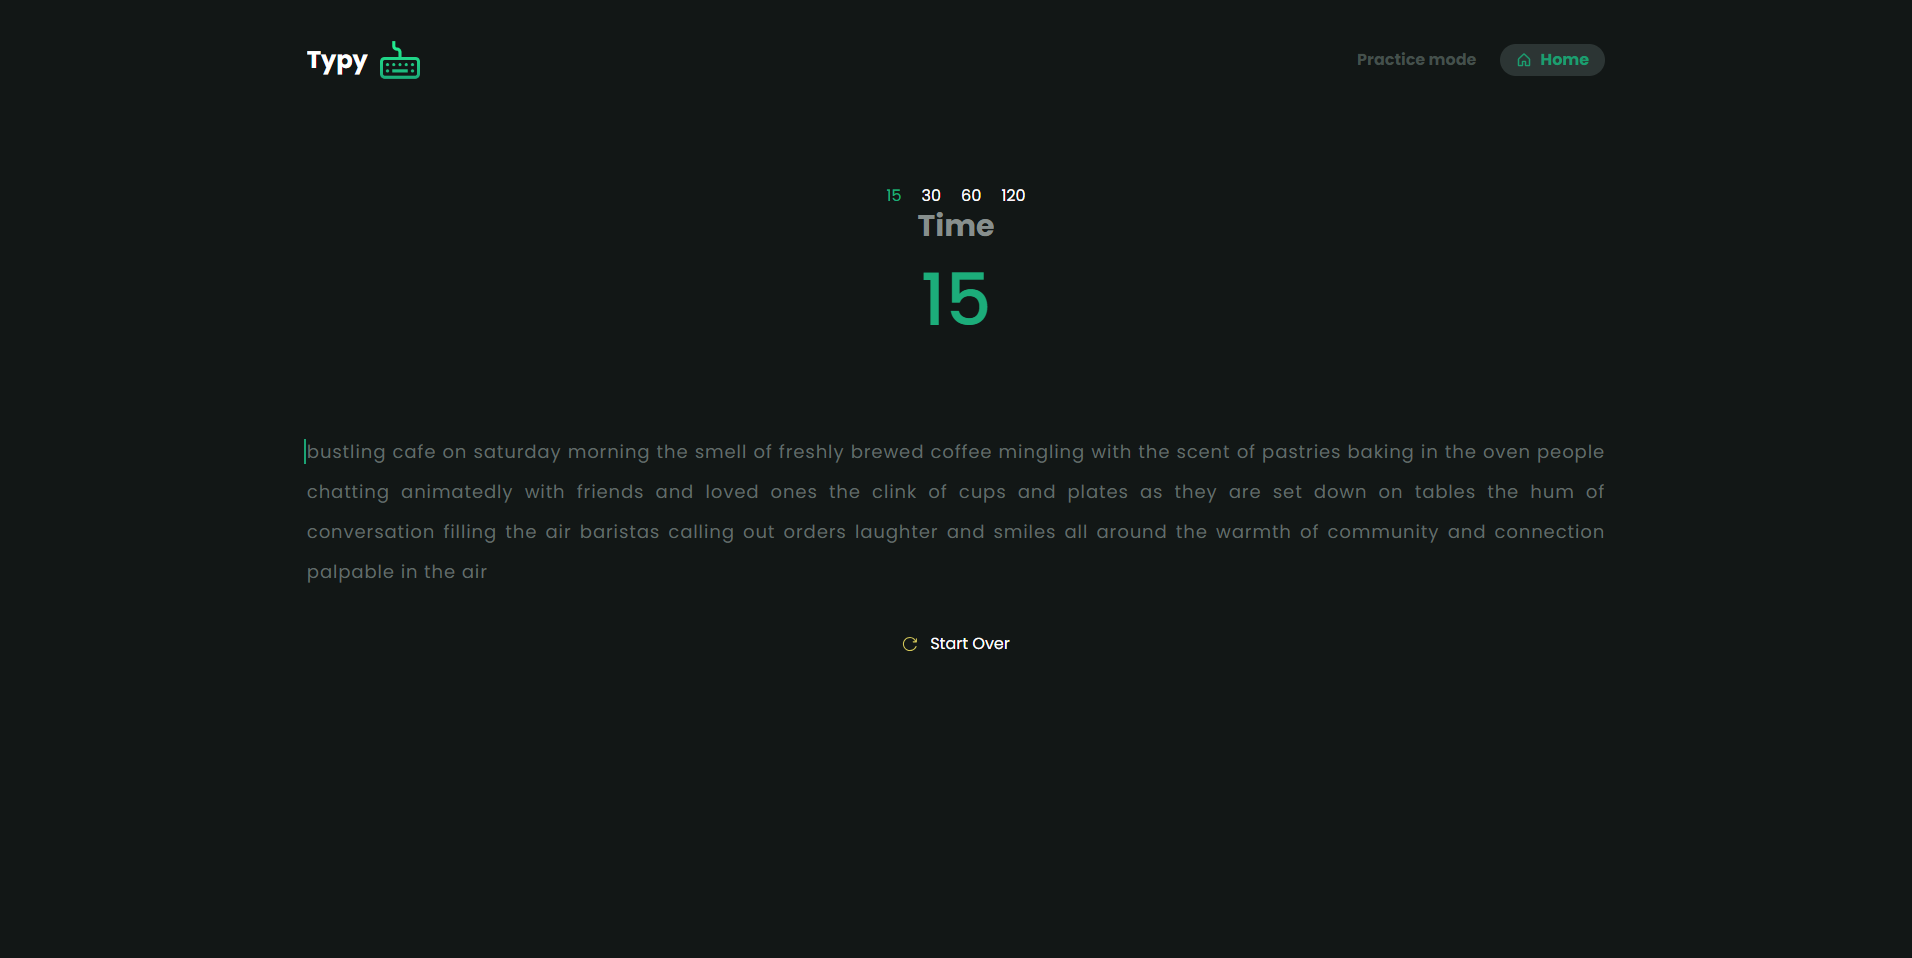 Typy
Practice mode
Home
15 30 60 120
Time
15
bustling cafe on saturday morning the smell of freshly brewed coffee mingling with the scent of pastries baking in the oven people
chatting animatedly with friends and loved ones the clink of cups and plates as they are set down on tables the hum of
conversation filling the air baristas calling out orders laughter and smiles all around the warmth of community and connection
palpable in the air
Start Over